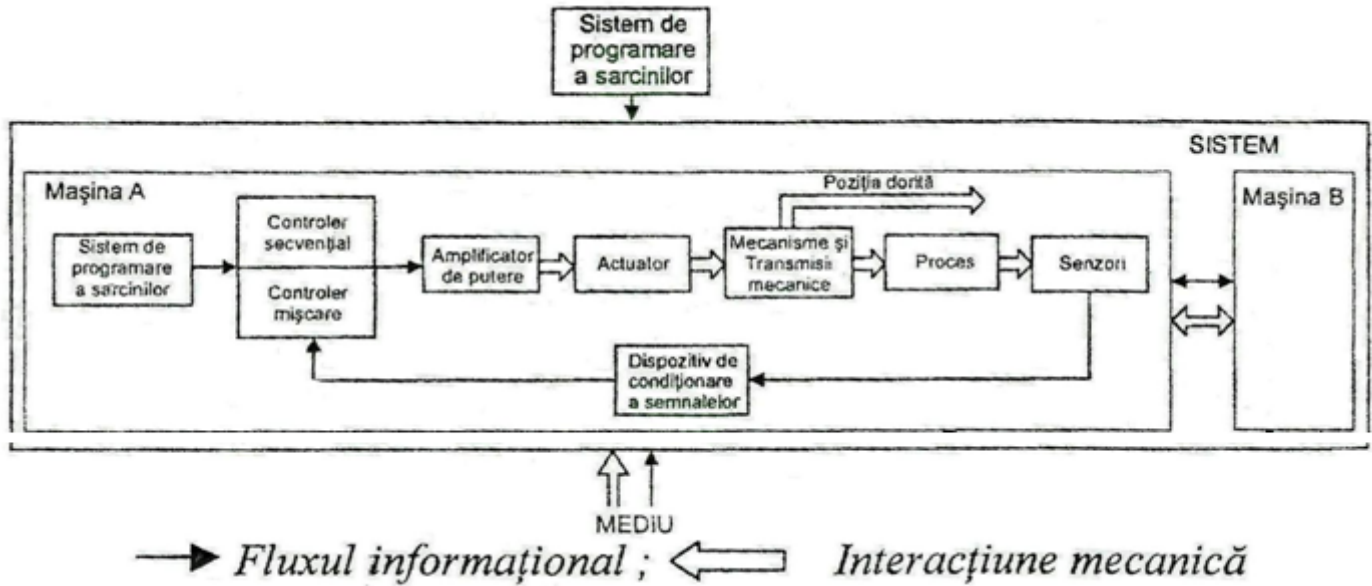 Sistem de
programare
a sarcinilor
SISTEM
Maşina A
Maşina B
Poziţia dorită
Sistem de
programare
a sarcinilor
Controler
secvenţial
Controler
mişcare
Amplificator
de putere
Actuator
Mecanisme şi
Transmisii
mecanice
Proces
Senzori
Dispozitiv de
condiţionare
a semnalelor
MEDIU
Fluxul informaţional ;
Interacţiune mecanică